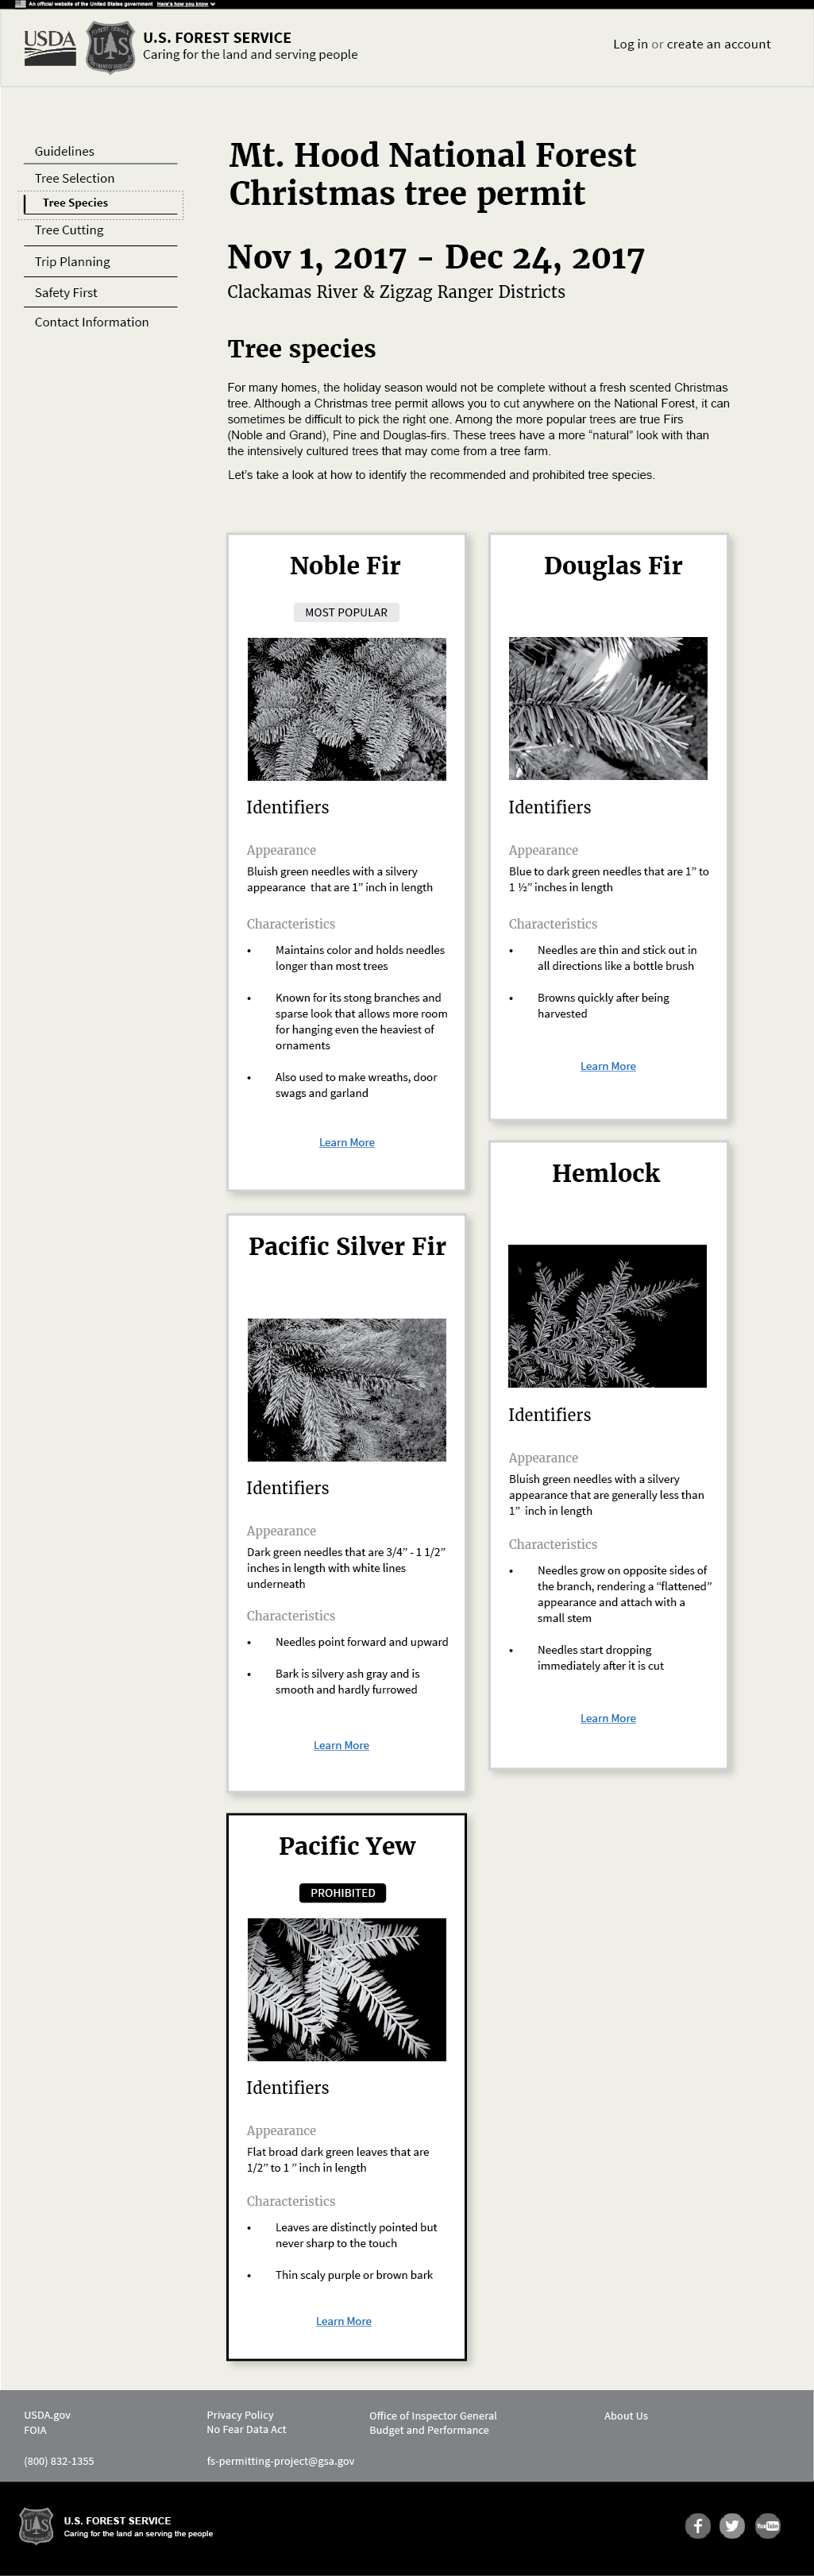 An official website of the United States government Here's how you know
USDA
FOREST SERVICE
U S
DEPARTMENT OF AGRICULTURE
U.S. FOREST SERVICE
Caring for the land and serving people
Log in or create an account
Guidelines
Tree Selection
Tree Species
Tree Cutting
Trip Planning
Safety First
Contact Information
Mt. Hood National Forest
Christmas tree permit
Nov 1, 2017 - Dec 24, 2017
Clackamas River & Zigzag Ranger Districts
Tree species
For many homes, the holiday season would not be complete without a fresh scented Christmas
tree. Although a Christmas tree permit allows you to cut anywhere on the National Forest, it can
sometimes be difficult to pick the right one. Among the more popular trees are true Firs
(Noble and Grand), Pine and Douglas-firs. These trees have a more “natural” look with than
the intensively cultured trees that may come from a tree farm.
Let’s take a look at how to identify the recommended and prohibited tree species.
Noble Fir
MOST POPULAR
Identifiers
Appearance
Bluish green needles with a silvery
appearance that are 1” inch in length
Characteristics
• Maintains color and holds needles
longer than most trees
• Known for its stong branches and
sparse look that allows more room
for hanging even the heaviest of
ornaments
• Also used to make wreaths, door
swags and garland
Learn More
Douglas Fir
Identifiers
Appearance
Blue to dark green needles that are 1” to
1 ½” inches in length
Characteristics
• Needles are thin and stick out in
all directions like a bottle brush
• Browns quickly after being
harvested
Learn More
Pacific Silver Fir
Identifiers
Appearance
Dark green needles that are 3/4” - 1 1/2”
inches in length with white lines
underneath
Characteristics
• Needles point forward and upward
• Bark is silvery ash gray and is
smooth and hardly furrowed
Learn More
Hemlock
Identifiers
Appearance
Bluish green needles with a silvery
appearance that are generally less than
1” inch in length
Characteristics
• Needles grow on opposite sides of
the branch, rendering a “flattened”
appearance and attach with a
small stem
• Needles start dropping
immediately after it is cut
Learn More
Pacific Yew
PROHIBITED
Identifiers
Appearance
Flat broad dark green leaves that are
1/2” to 1 ” inch in length
Characteristics
• Leaves are distinctly pointed but
never sharp to the touch
• Thin scaly purple or brown bark
Learn More
USDA.gov
FOIA
(800) 832-1355
Privacy Policy
No Fear Data Act
fs-permitting-project@gsa.gov
Office of Inspector General
Budget and Performance
About Us
U.S. FOREST SERVICE
Caring for the land an serving the people
YouTube